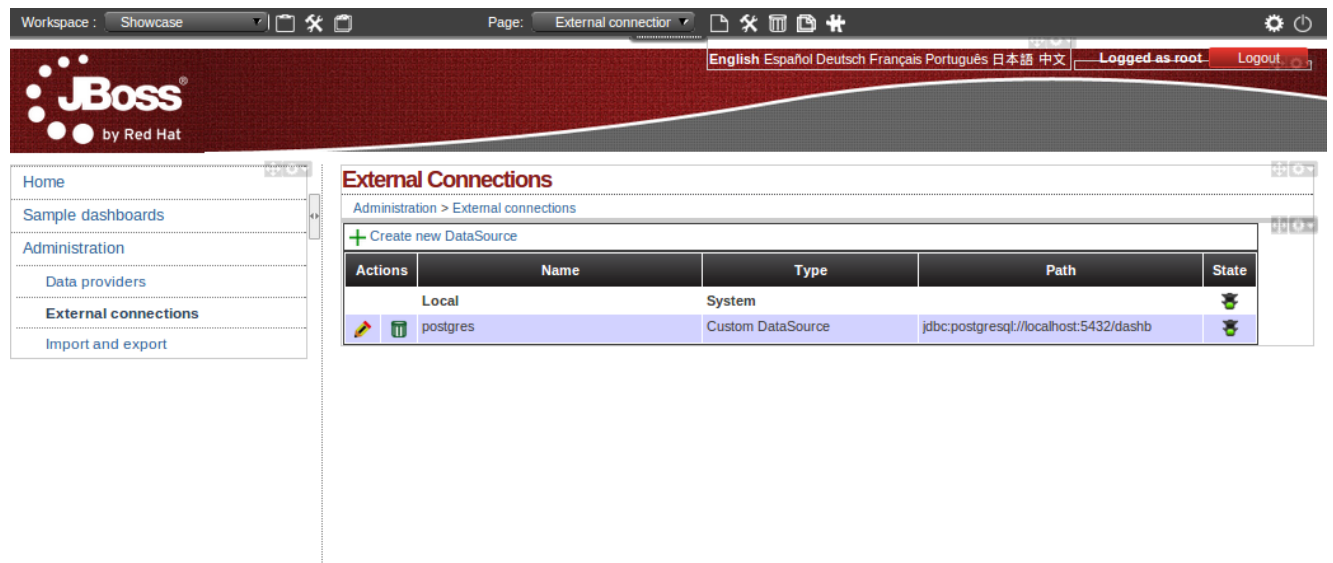 Workspace : Showcase Page: External connection
English Español Deutsch Français Português 日本語 中文 Logged as root Logout
JBoss®
by Red Hat
Home
Sample dashboards
Administration
Data providers
External connections
Import and export
External Connections
Administration > External connections
Create new DataSource
Actions Name Type Path State
Local System
postgres Custom DataSource jdbc:postgresql://localhost:5432/dashb